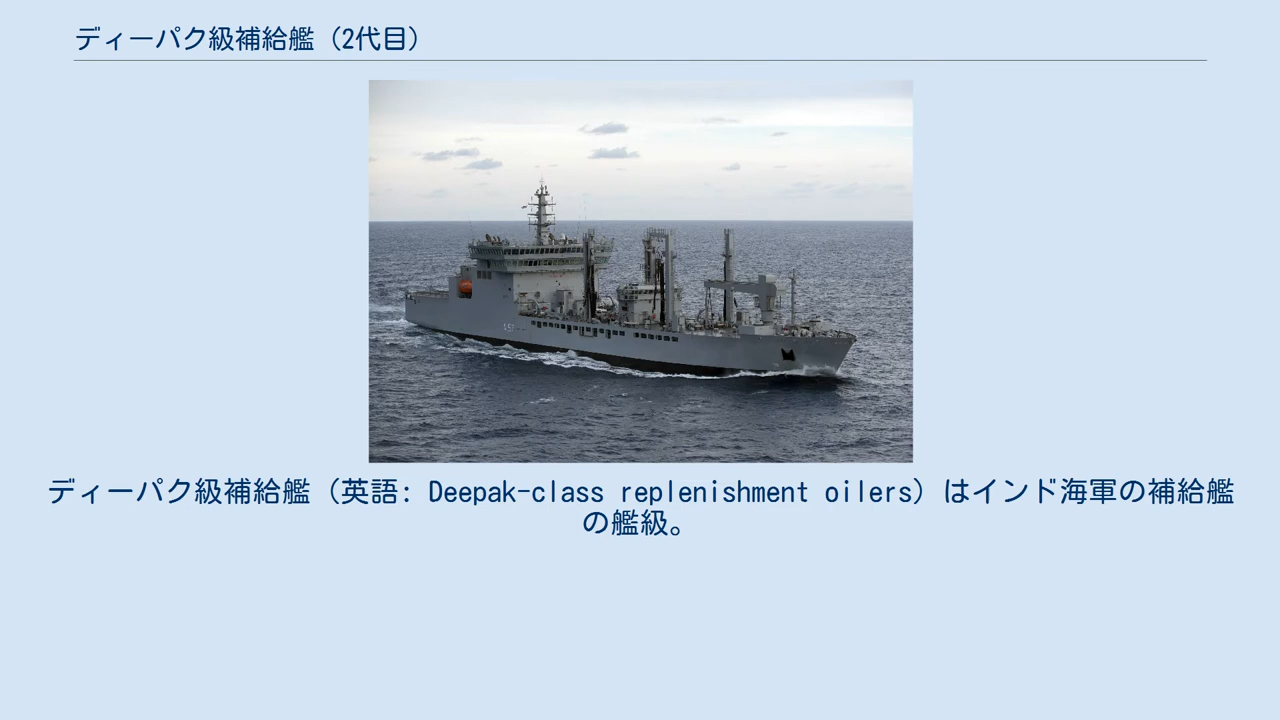 ディーパク級補給艦（2代目）
ディーパク級補給艦（英語: Deepak-class replenishment oilers）はインド海軍の補給艦
の艦級。